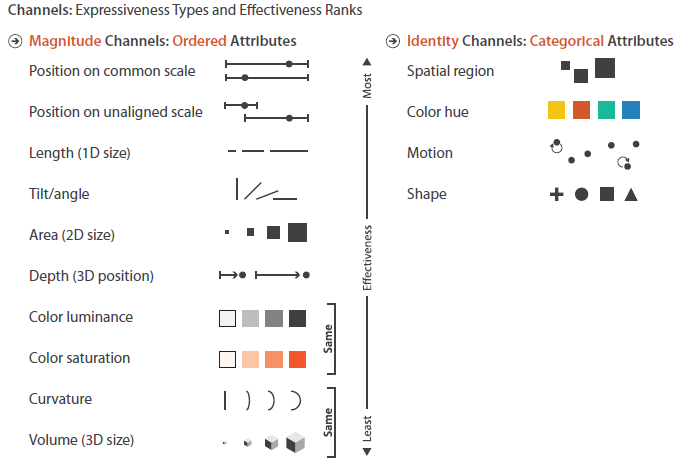 Channels: Expressiveness Types and Effectiveness Ranks
Magnitude Channels: Ordered Attributes
Position on common scale
Position on unaligned scale
Length (1D size)
Tilt/angle
Area (2D size)
Depth (3D position)
Color luminance
Color saturation
Curvature
Volume (3D size)
Same
Same
Most
Effectiveness
Least
Identity Channels: Categorical Attributes
Spatial region
Color hue
Motion
Shape